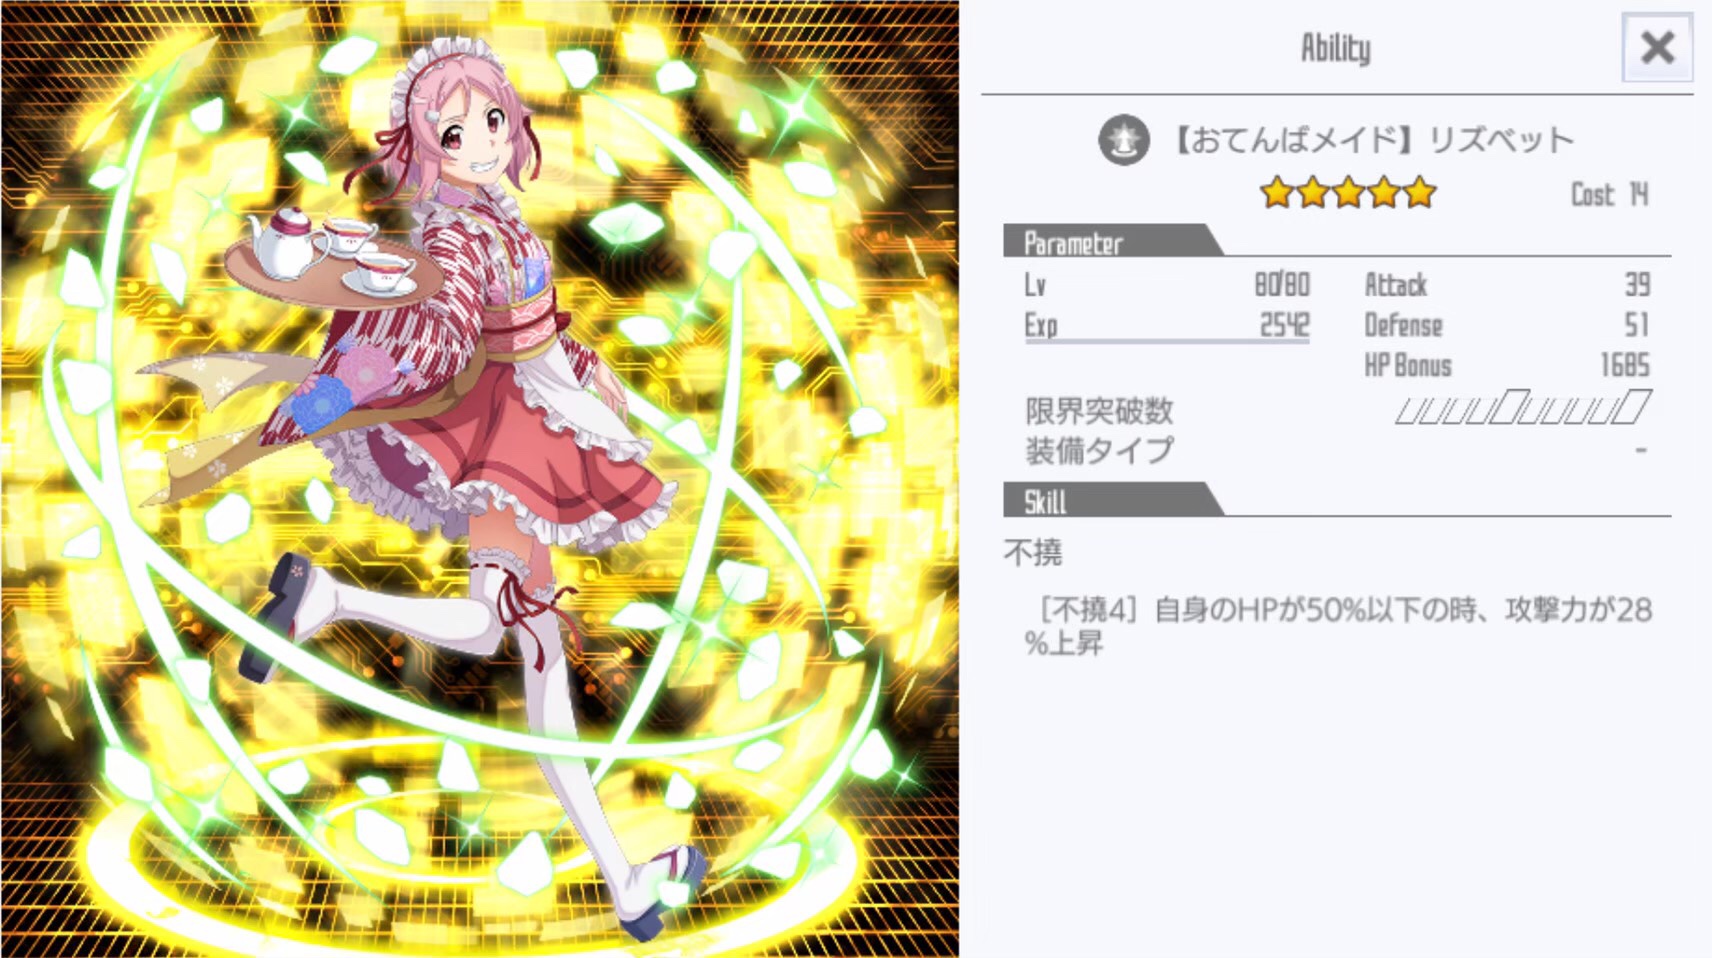 Ability
【おてんばメイド】リズベット
Cost 14
Parameter
Lv 80/80 Attack 39
Exp 2542 Defense 51
HP Bonus 1685
限界突破数
装備タイプ -
Skill
不撓
［不撓4］自身のHPが50%以下の時、攻撃力が28
%上昇